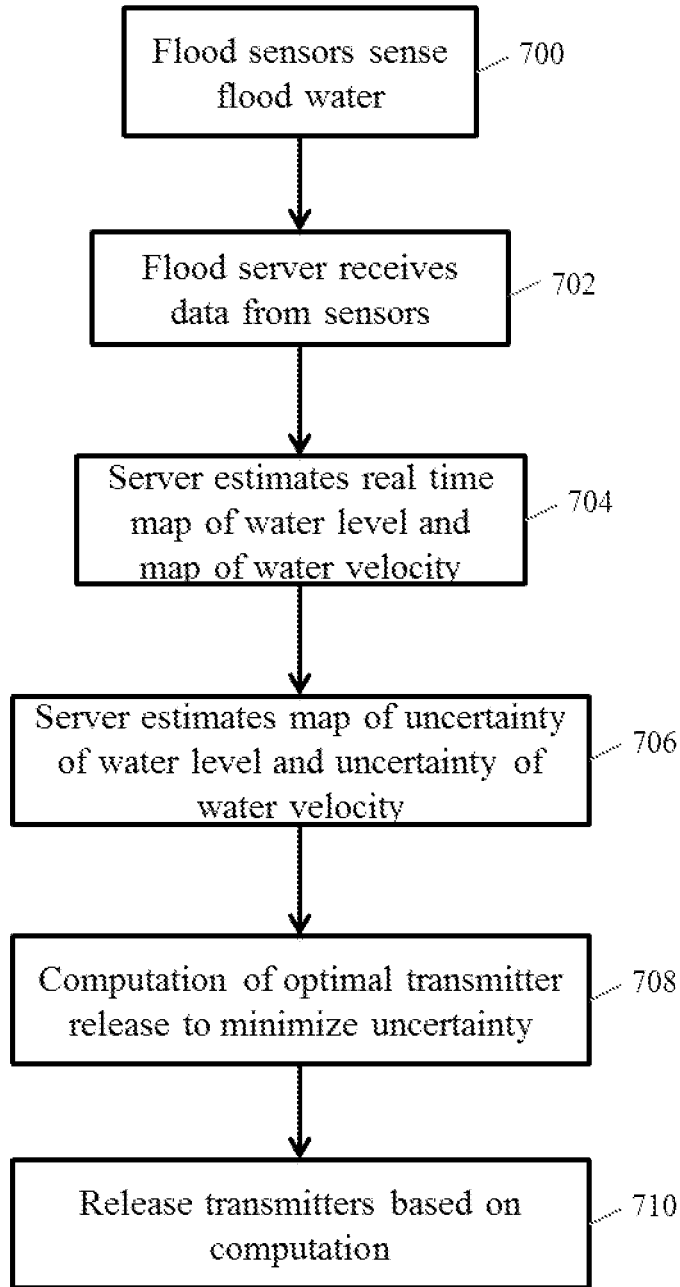 Flood sensors sense
flood water
700
Flood server receives
data from sensors
702
Server estimates real time
map of water level and
map of water velocity
704
Server estimates map of uncertainty
of water level and uncertainty of
water velocity
706
Computation of optimal transmitter
release to minimize uncertainty
708
Release transmitters based on
computation
710